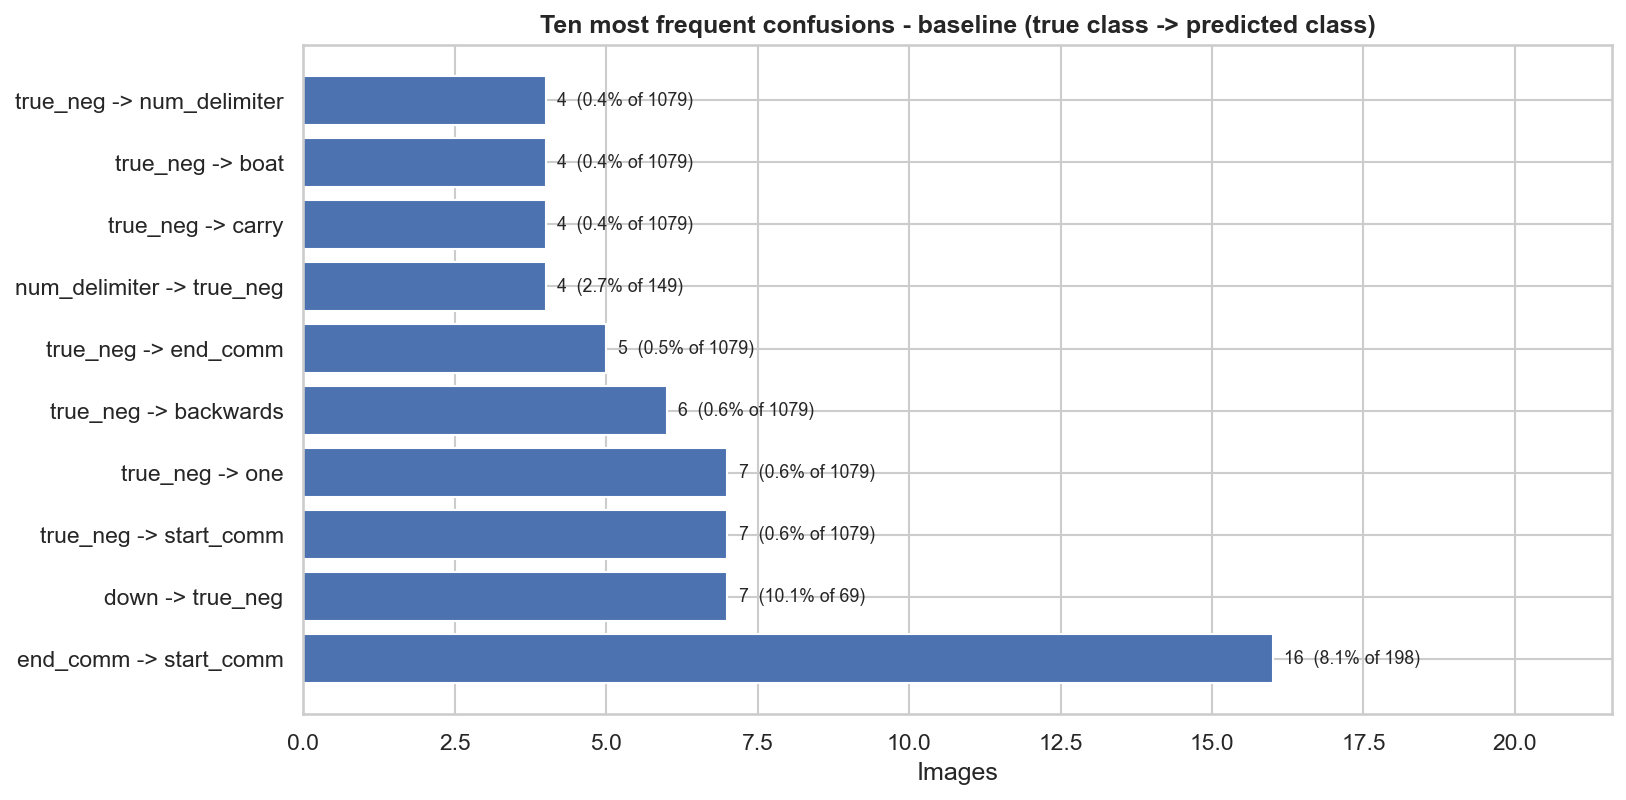 Ten most frequent confusions - baseline (true class -> predicted class)
true_neg -> num_delimiter 4 (0.4% of 1079)
true_neg -> boat 4 (0.4% of 1079)
true_neg -> carry 4 (0.4% of 1079)
num_delimiter -> true_neg 4 (2.7% of 149)
true_neg -> end_comm 5 (0.5% of 1079)
true_neg -> backwards 6 (0.6% of 1079)
true_neg -> one 7 (0.6% of 1079)
true_neg -> start_comm 7 (0.6% of 1079)
down -> true_neg 7 (10.1% of 69)
end_comm -> start_comm 16 (8.1% of 198)
0.0 2.5 5.0 7.5 10.0 12.5 15.0 17.5 20.0
Images